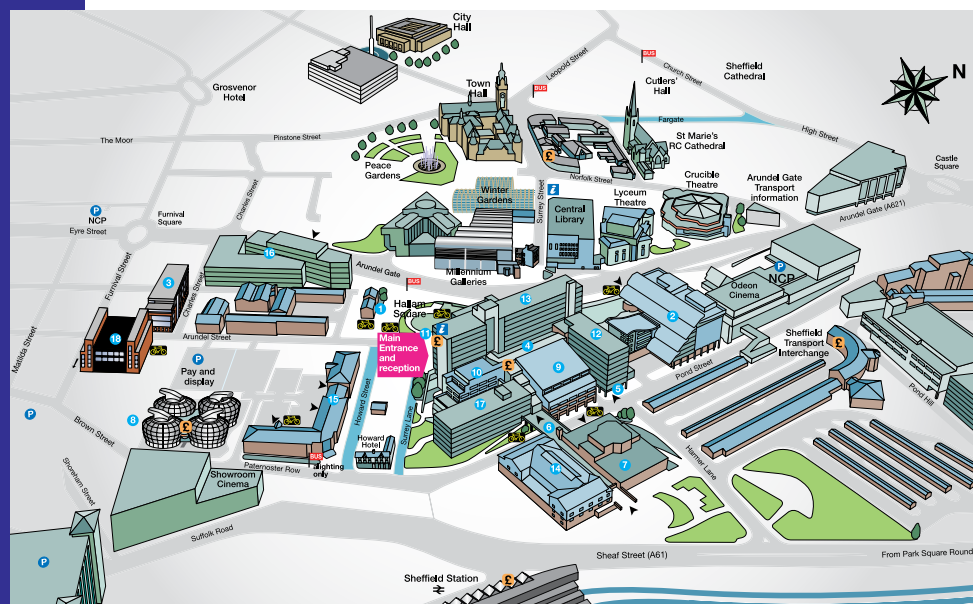 City
Hall
Grosvenor
Hotel
Town
Hall
Leopold Street
BUS
BUS
Church Street
Cutlers'
Hall
Sheffield
Cathedral
N
The Moor
Pinstone Street
Peace
Gardens
Fargate
St Marie's
RC Cathedral
High Street
Castle
Square
£
Norfolk Street
Winter
Gardens
Surrey Street
i
Central
Library
Lyceum
Theatre
Crucible
Theatre
Arundel Gate
Transport
information
Arundel Gate (A621)
Charles Street
P
NCP
Eyre Street
Furnival
Square
16
Arundel Gate
Millennium
Galleries
P
NCP
Odeon
Cinema
Furnival Street
3
Charles Street
BUS
Hallam
Square
1
13
2
12
Matilda Street
18
Arundel Street
11
i
£
Main
Entrance
and
reception
4
10
£
9
5
Pond Street
Sheffield
Transport
Interchange
£
Pond Hill
P
Pay and
display
15
Howard Street
Surrey Lane
17
8
£
P
Brown Street
6
7
14
Harmer Lane
Howard
Hotel
Paternoster Row
BUS
alighting
only
Showroom
Cinema
Shoreham Street
Suffolk Road
P
Sheaf Street (A61)
From Park Square Round
Sheffield Station
£